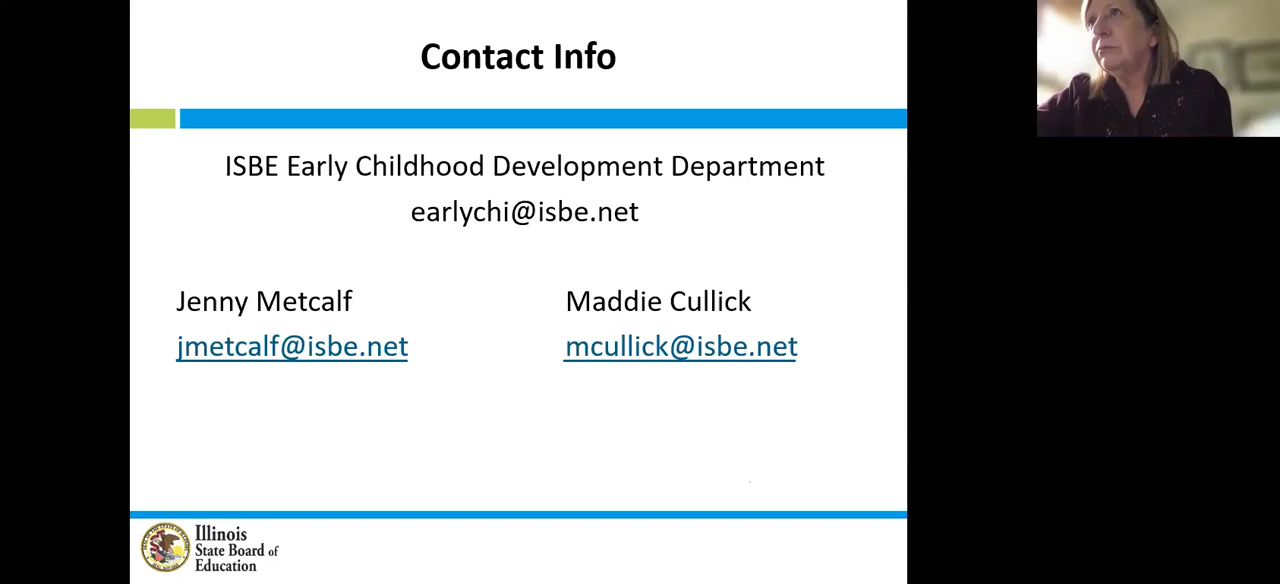 Contact Info
ISBE Early Childhood Development Department
earlychi@isbe.net
Jenny Metcalf
jmetcalf@isbe.net
Maddie Cullick
mcullick@isbe.net
Illinois
State Board of
Education